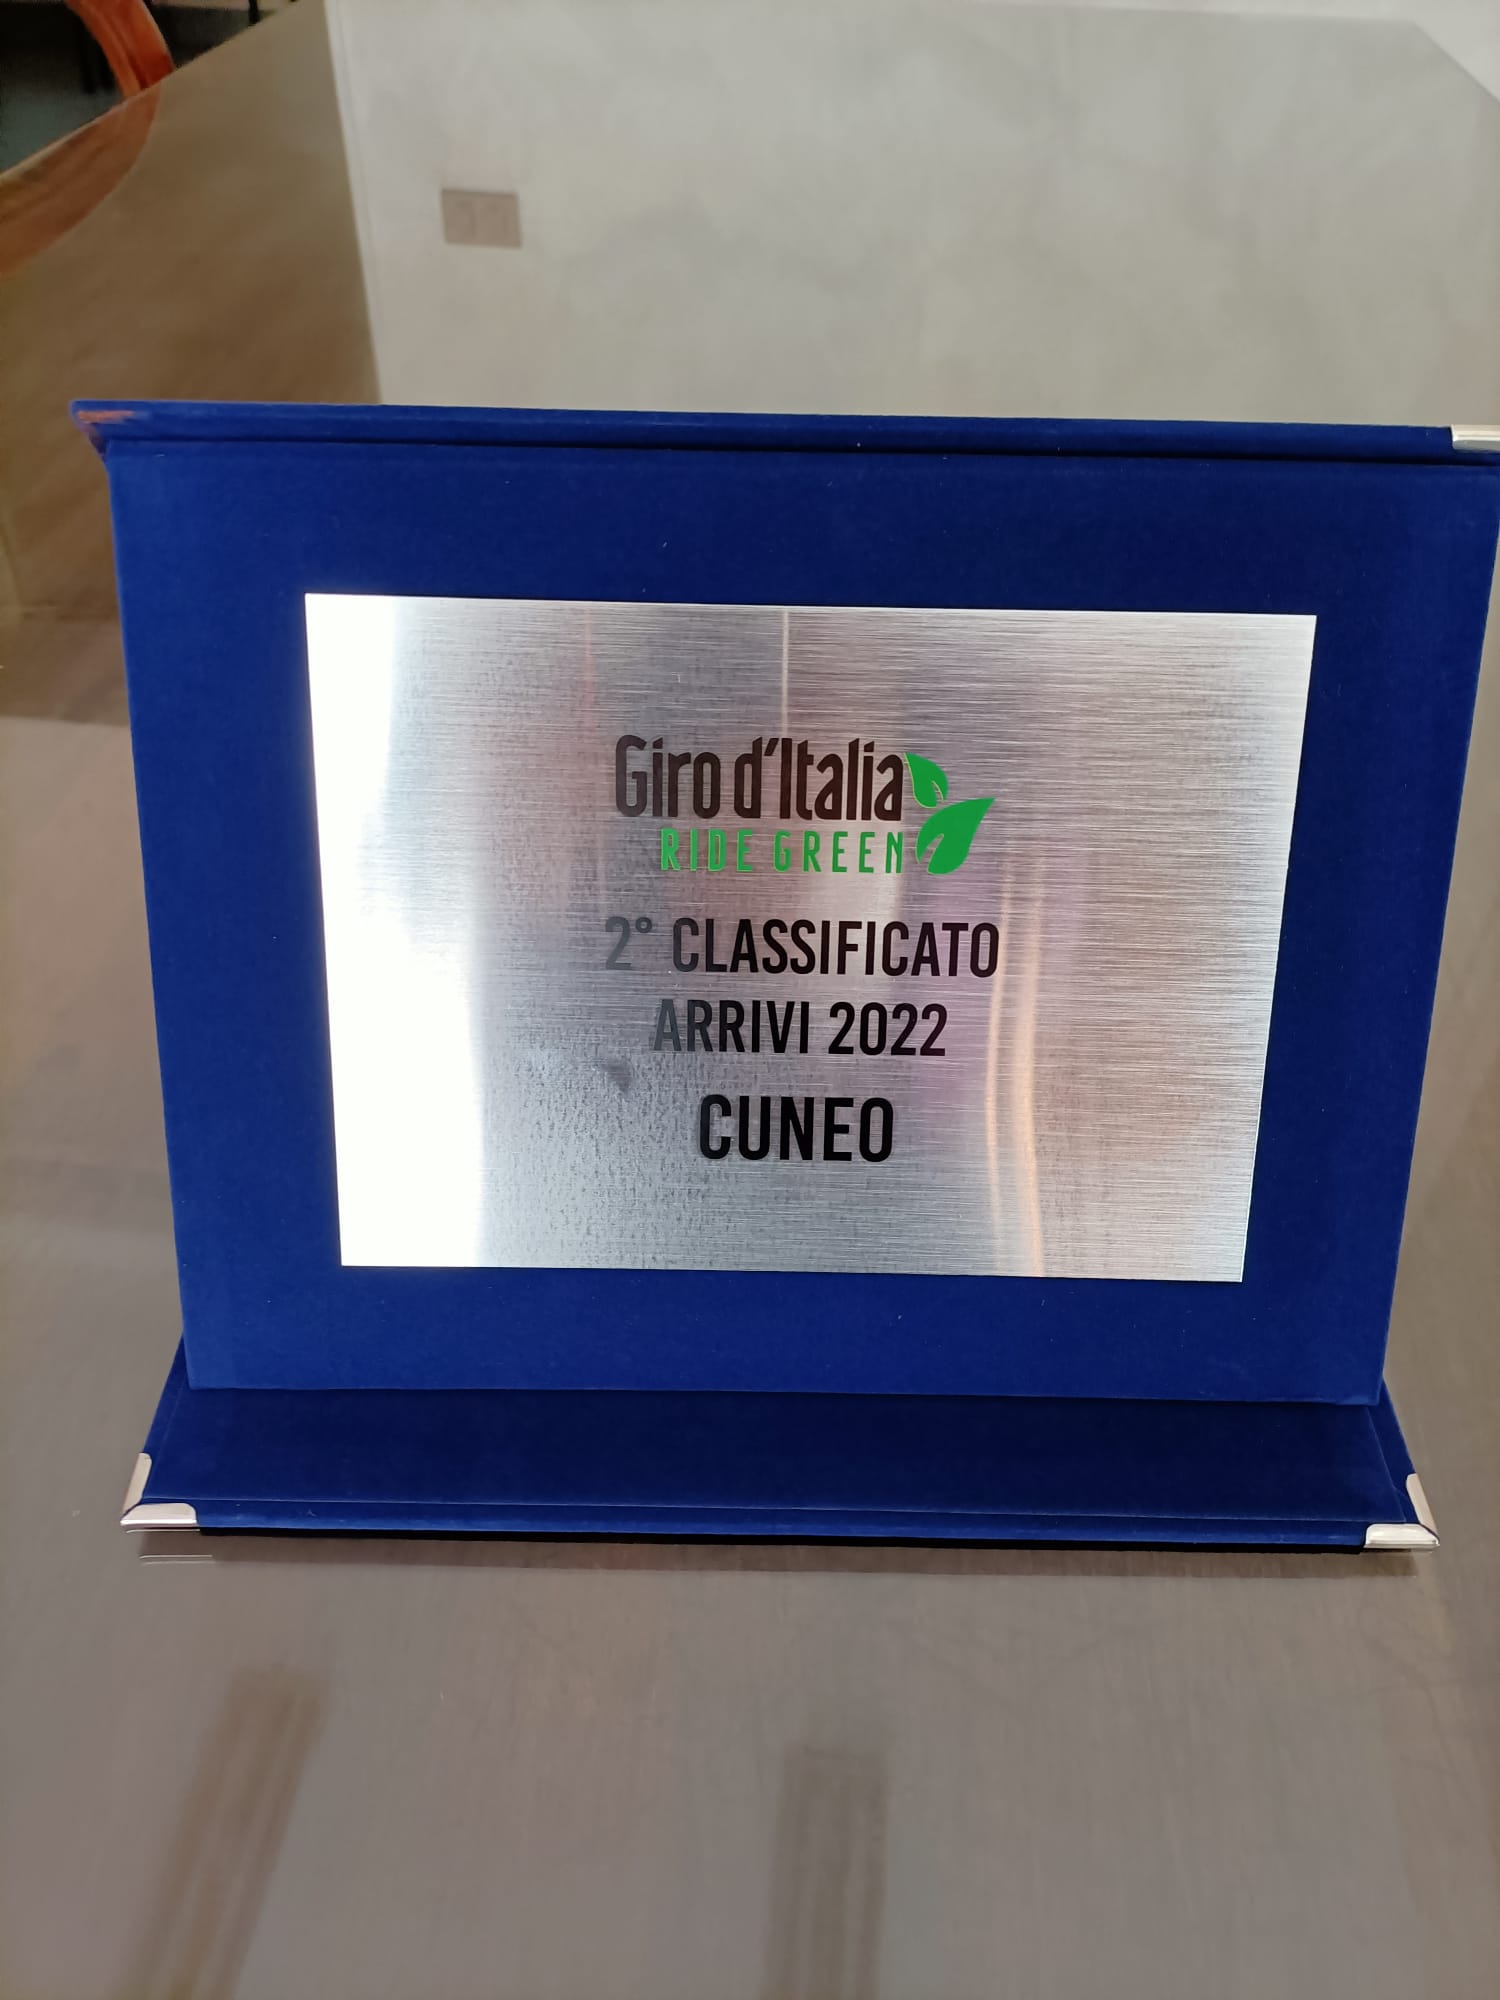 Giro d'Italia
RIDE GREEN
2° CLASSIFICATO
ARRIVI 2022
CUNEO